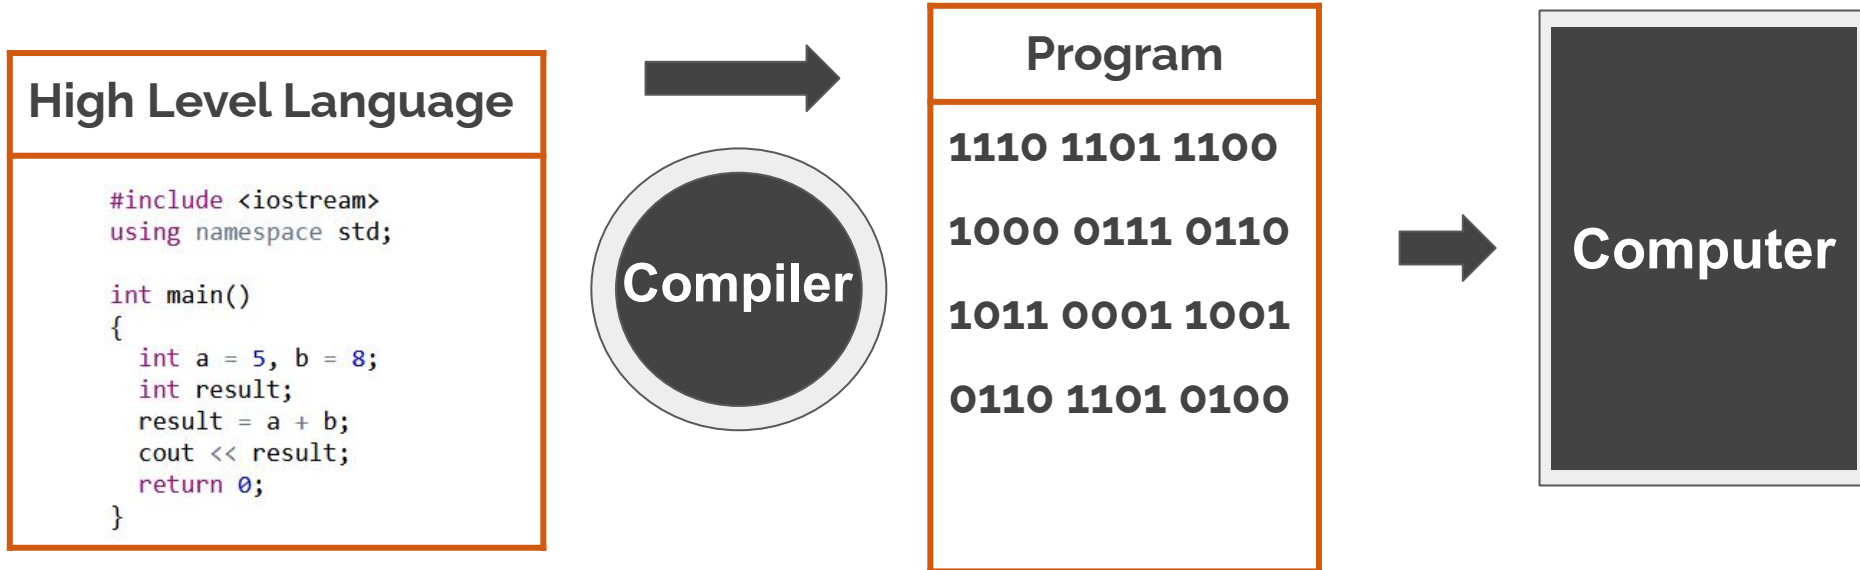 High Level Language
#include <iostream>
using namespace std;
int main()
{
int a = 5, b = 8;
int result;
result = a + b;
cout << result;
return 0;
}
Compiler
Program
1110 1101 1100
1000 0111 0110
1011 0001 1001
0110 1101 0100
Computer